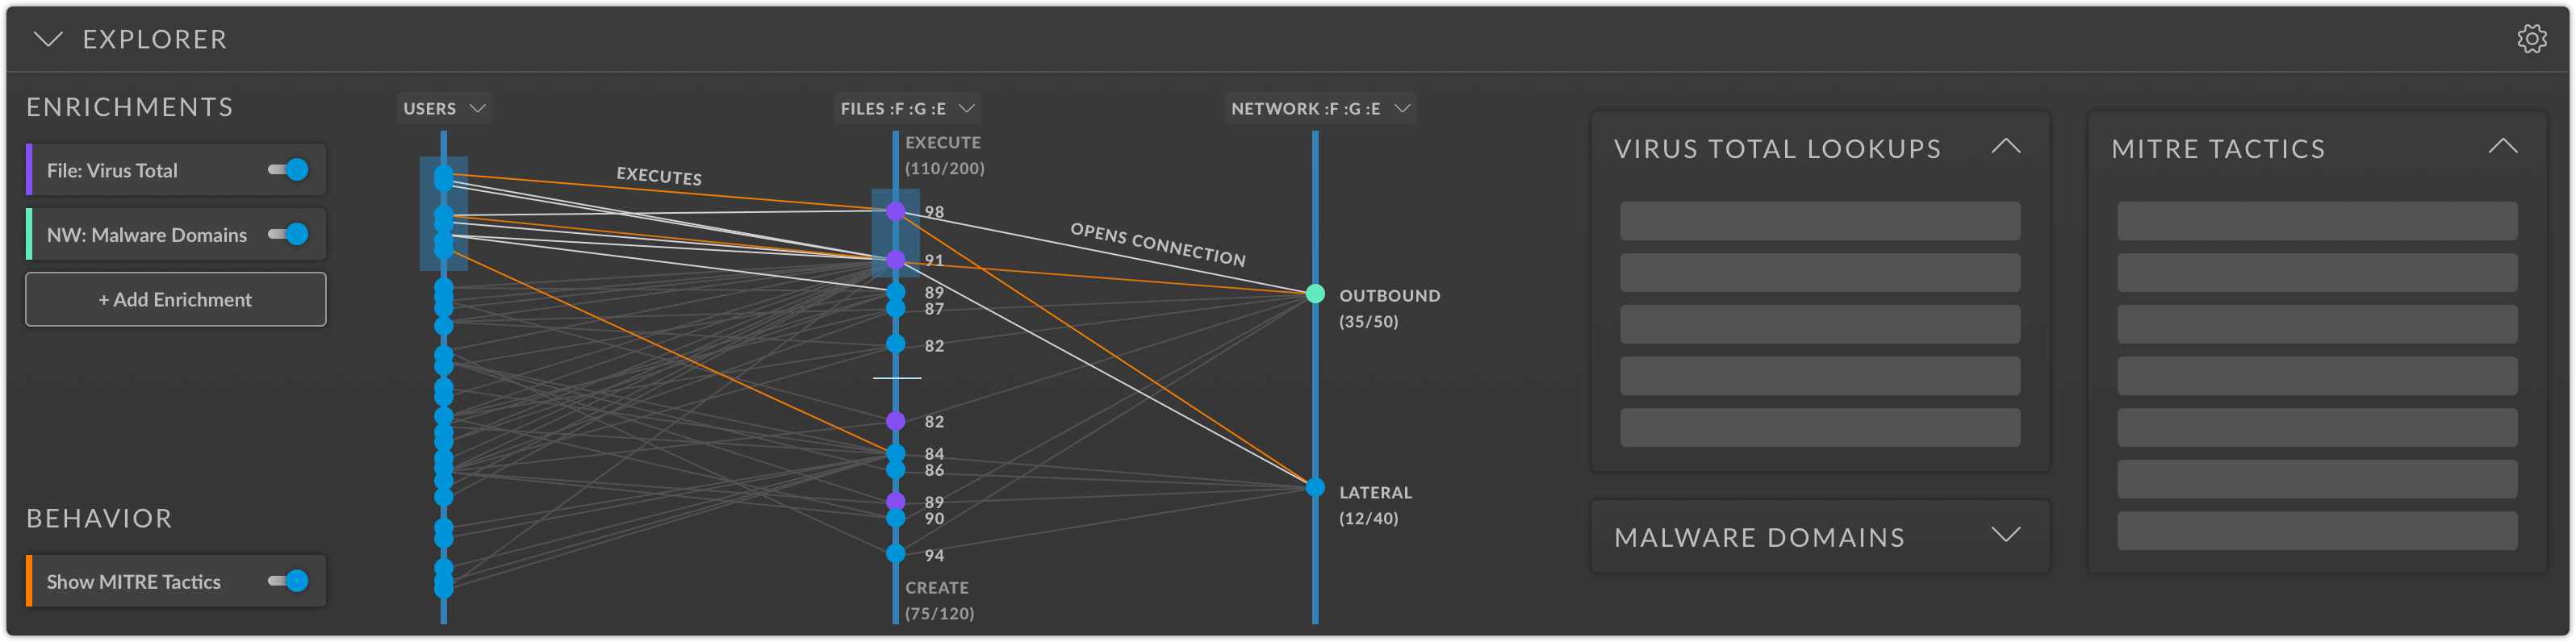 EXPLORER
ENRICHMENTS
File: Virus Total
NW: Malware Domains
+ Add Enrichment
BEHAVIOR
Show MITRE Tactics
USERS
EXECUTES
FILES :F :G :E
EXECUTE
(110/200)
98
91
89
87
82
82
84
86
89
90
94
CREATE
(75/120)
OPENS CONNECTION
NETWORK :F :G :E
OUTBOUND
(35/50)
LATERAL
(12/40)
VIRUS TOTAL LOOKUPS
MALWARE DOMAINS
MITRE TACTICS